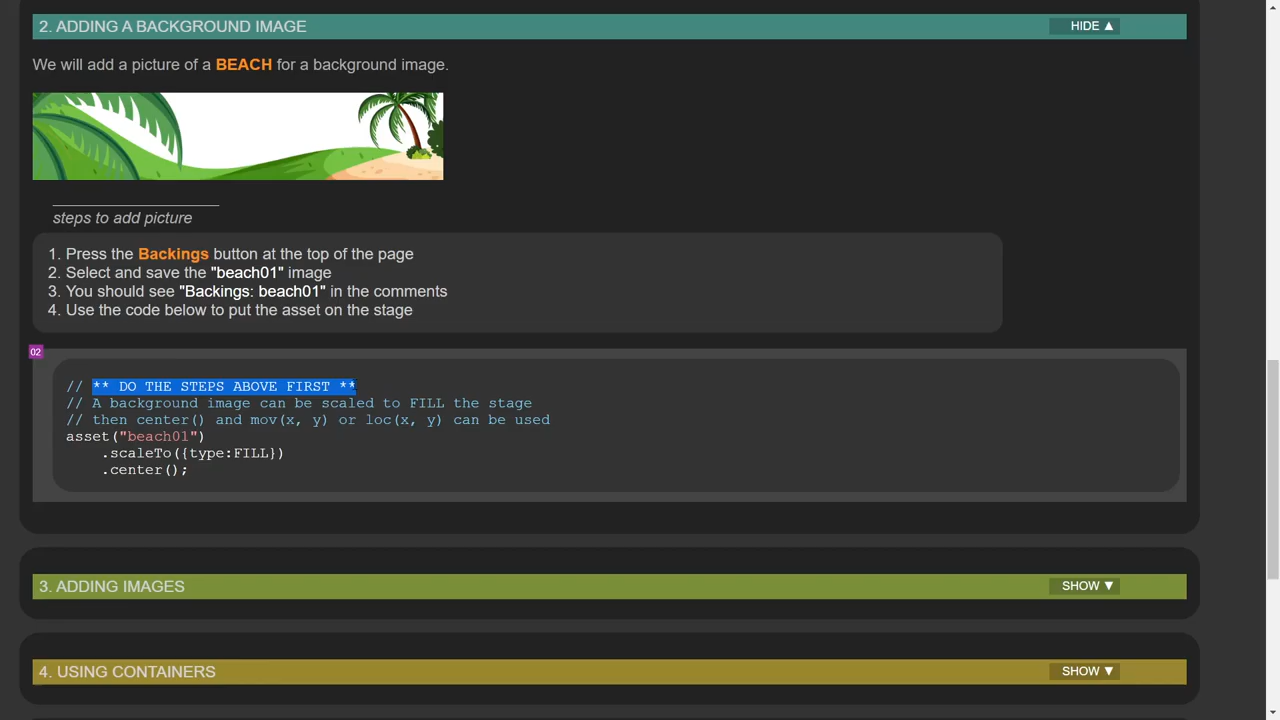 2. ADDING A BACKGROUND IMAGE
HIDE ▲
We will add a picture of a BEACH for a background image.
steps to add picture
1. Press the Backings button at the top of the page
2. Select and save the "beach01" image
3. You should see "Backings: beach01" in the comments
4. Use the code below to put the asset on the stage
02
// ** DO THE STEPS ABOVE FIRST **
// A background image can be scaled to FILL the stage
// then center() and mov(x, y) or loc(x, y) can be used
asset("beach01")
    .scaleTo({type:FILL})
    .center();
3. ADDING IMAGES
SHOW ▼
4. USING CONTAINERS
SHOW ▼